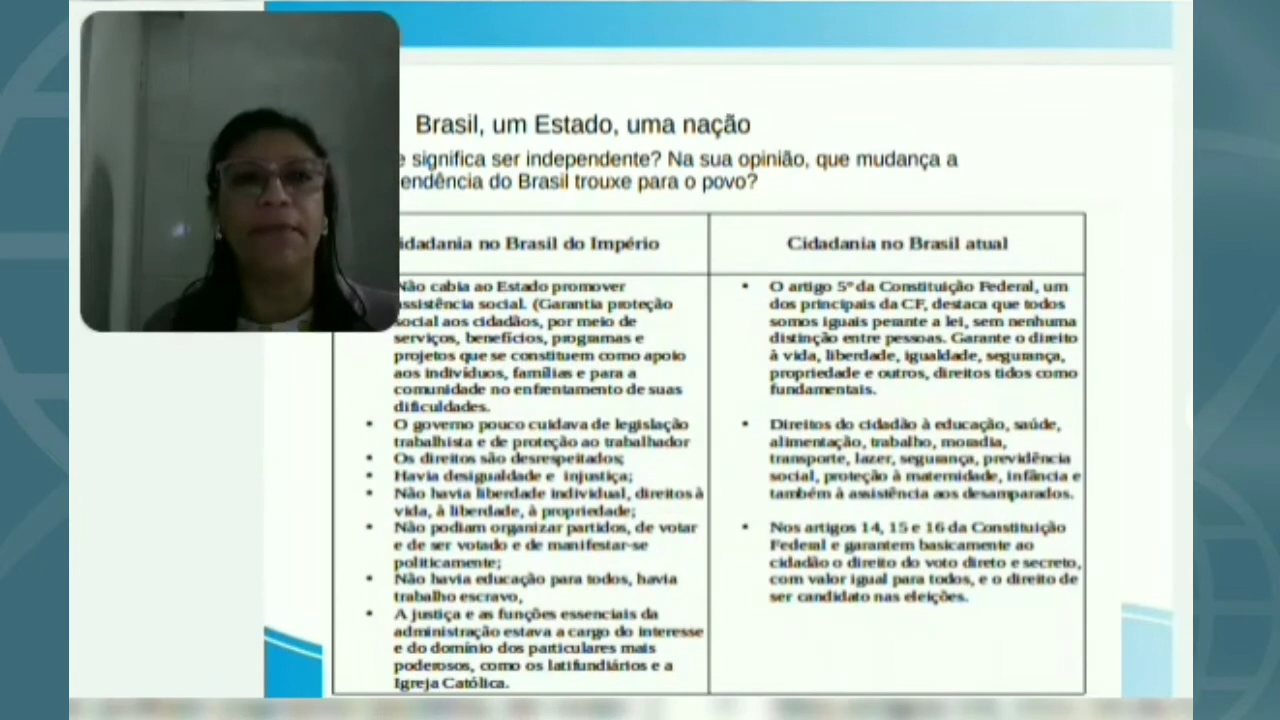 Brasil, um Estado, uma nação
significa ser independente? Na sua opinião, que mudança a
endência do Brasil trouxe para o povo?
idadania no Brasil do Império
Não cabia ao Estado promover
assistência social. (Garantia proteção
social aos cidadãos, por meio de
serviços, benefícios, programas e
projetos que se constituem como apoio
aos indivíduos, famílias e para a
comunidade no enfrentamento de suas
dificuldades.
• O governo pouco cuidava de legislação
trabalhista e de proteção ao trabalhador
• Os direitos são desrespeitados;
• Havia desigualdade e injustiça;
• Não havia liberdade individual, direitos à
vida, à liberdade, à propriedade;
• Não podiam organizar partidos, de votar
e de ser votado e de manifestar-se
politicamente;
• Não havia educação para todos, havia
trabalho escravo,
• A justiça e as funções essenciais da
administração estava a cargo do interesse
e do domínio dos particulares mais
poderosos, como os latifundiários e a
Igreja Católica.
Cidadania no Brasil atual
• O artigo 5º da Constituição Federal, um
dos principais da CF, destaca que todos
somos iguais perante a lei, sem nenhuma
distinção entre pessoas. Garante o direito
à vida, liberdade, igualdade, segurança,
propriedade e outros, direitos tidos como
fundamentais.
• Direitos do cidadão à educação, saúde,
alimentação, trabalho, moradia,
transporte, lazer, segurança, previdência
social, proteção à maternidade, infância e
também à assistência aos desamparados.
• Nos artigos 14, 15 e 16 da Constituição
Federal e garantem basicamente ao
cidadão o direito do voto direto e secreto,
com valor igual para todos, e o direito de
ser candidato nas eleições.